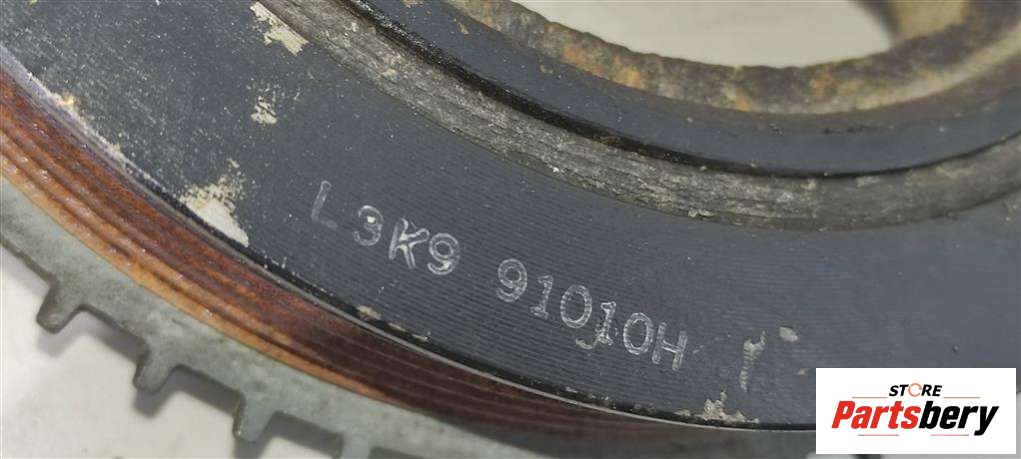 L3K9 91010H I
STORE
Partsbery